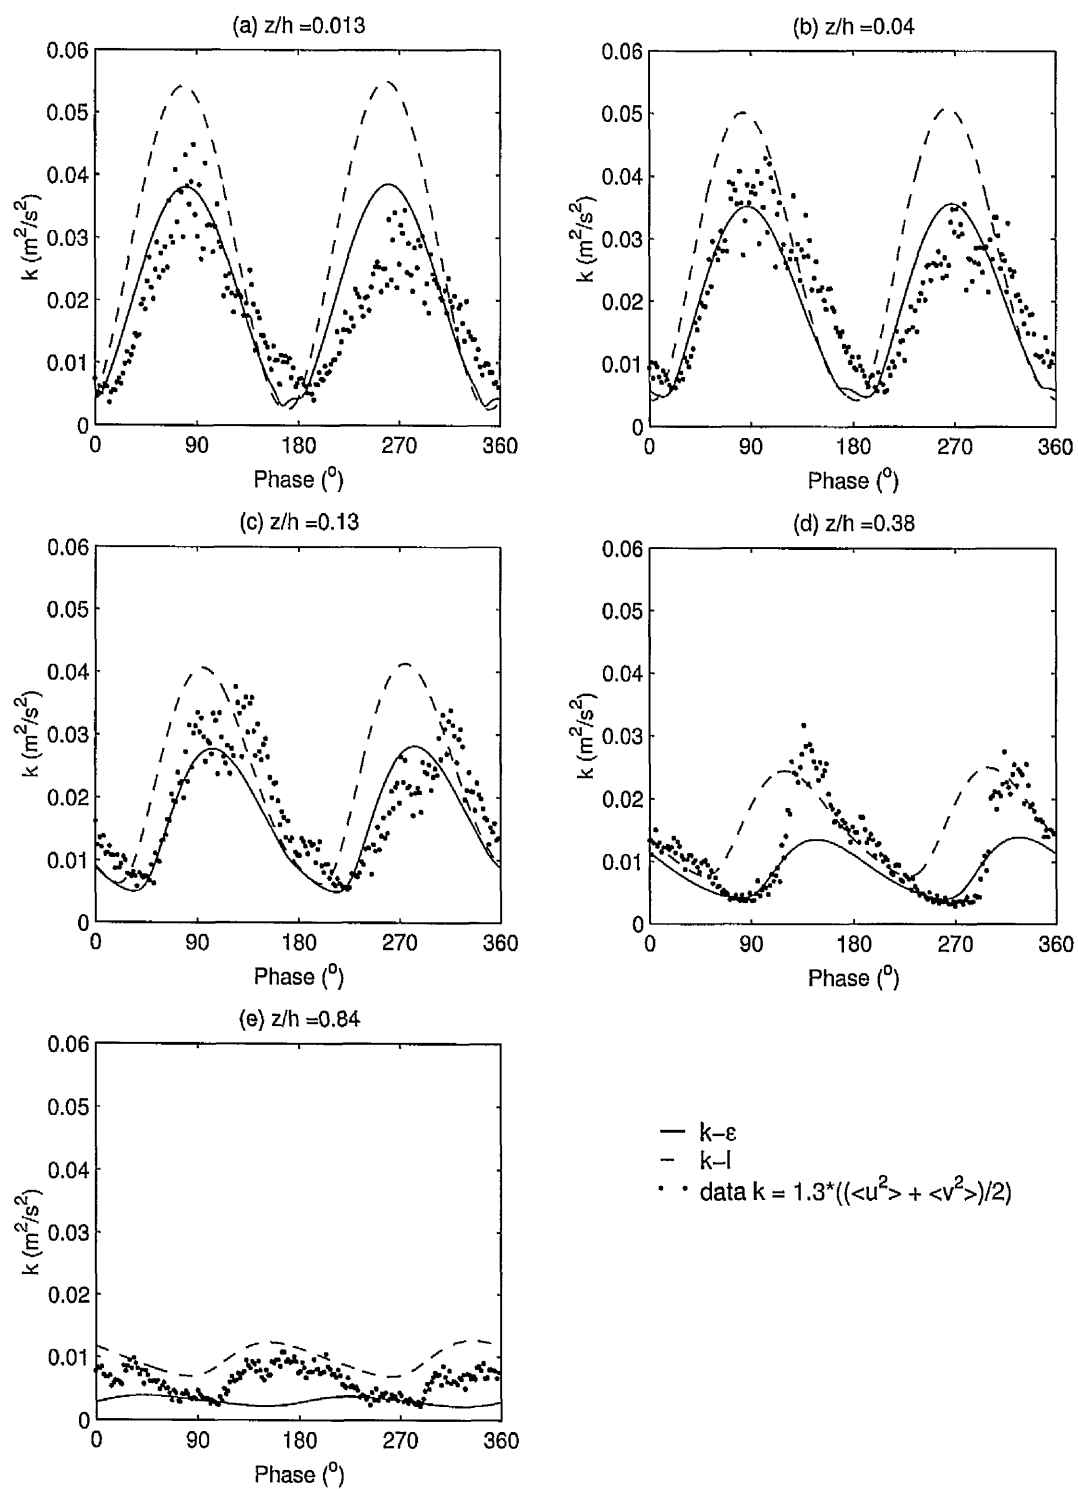 (a) z/h =0.013
0.06
0.05
0.04
0.03
0.02
0.01
0
k (m²/s²)
0 90 180 270 360
Phase (⁰)
(b) z/h =0.04
0.06
0.05
0.04
0.03
0.02
0.01
0
k (m²/s²)
0 90 180 270 360
Phase (⁰)
(c) z/h =0.13
0.06
0.05
0.04
0.03
0.02
0.01
0
k (m²/s²)
0 90 180 270 360
Phase (⁰)
(d) z/h =0.38
0.06
0.05
0.04
0.03
0.02
0.01
0
k (m²/s²)
0 90 180 270 360
Phase (⁰)
(e) z/h =0.84
0.06
0.05
0.04
0.03
0.02
0.01
0
k (m²/s²)
0 90 180 270 360
Phase (⁰)
k–ε
k–l
data k = 1.3*((<u²> + <v²>)/2)